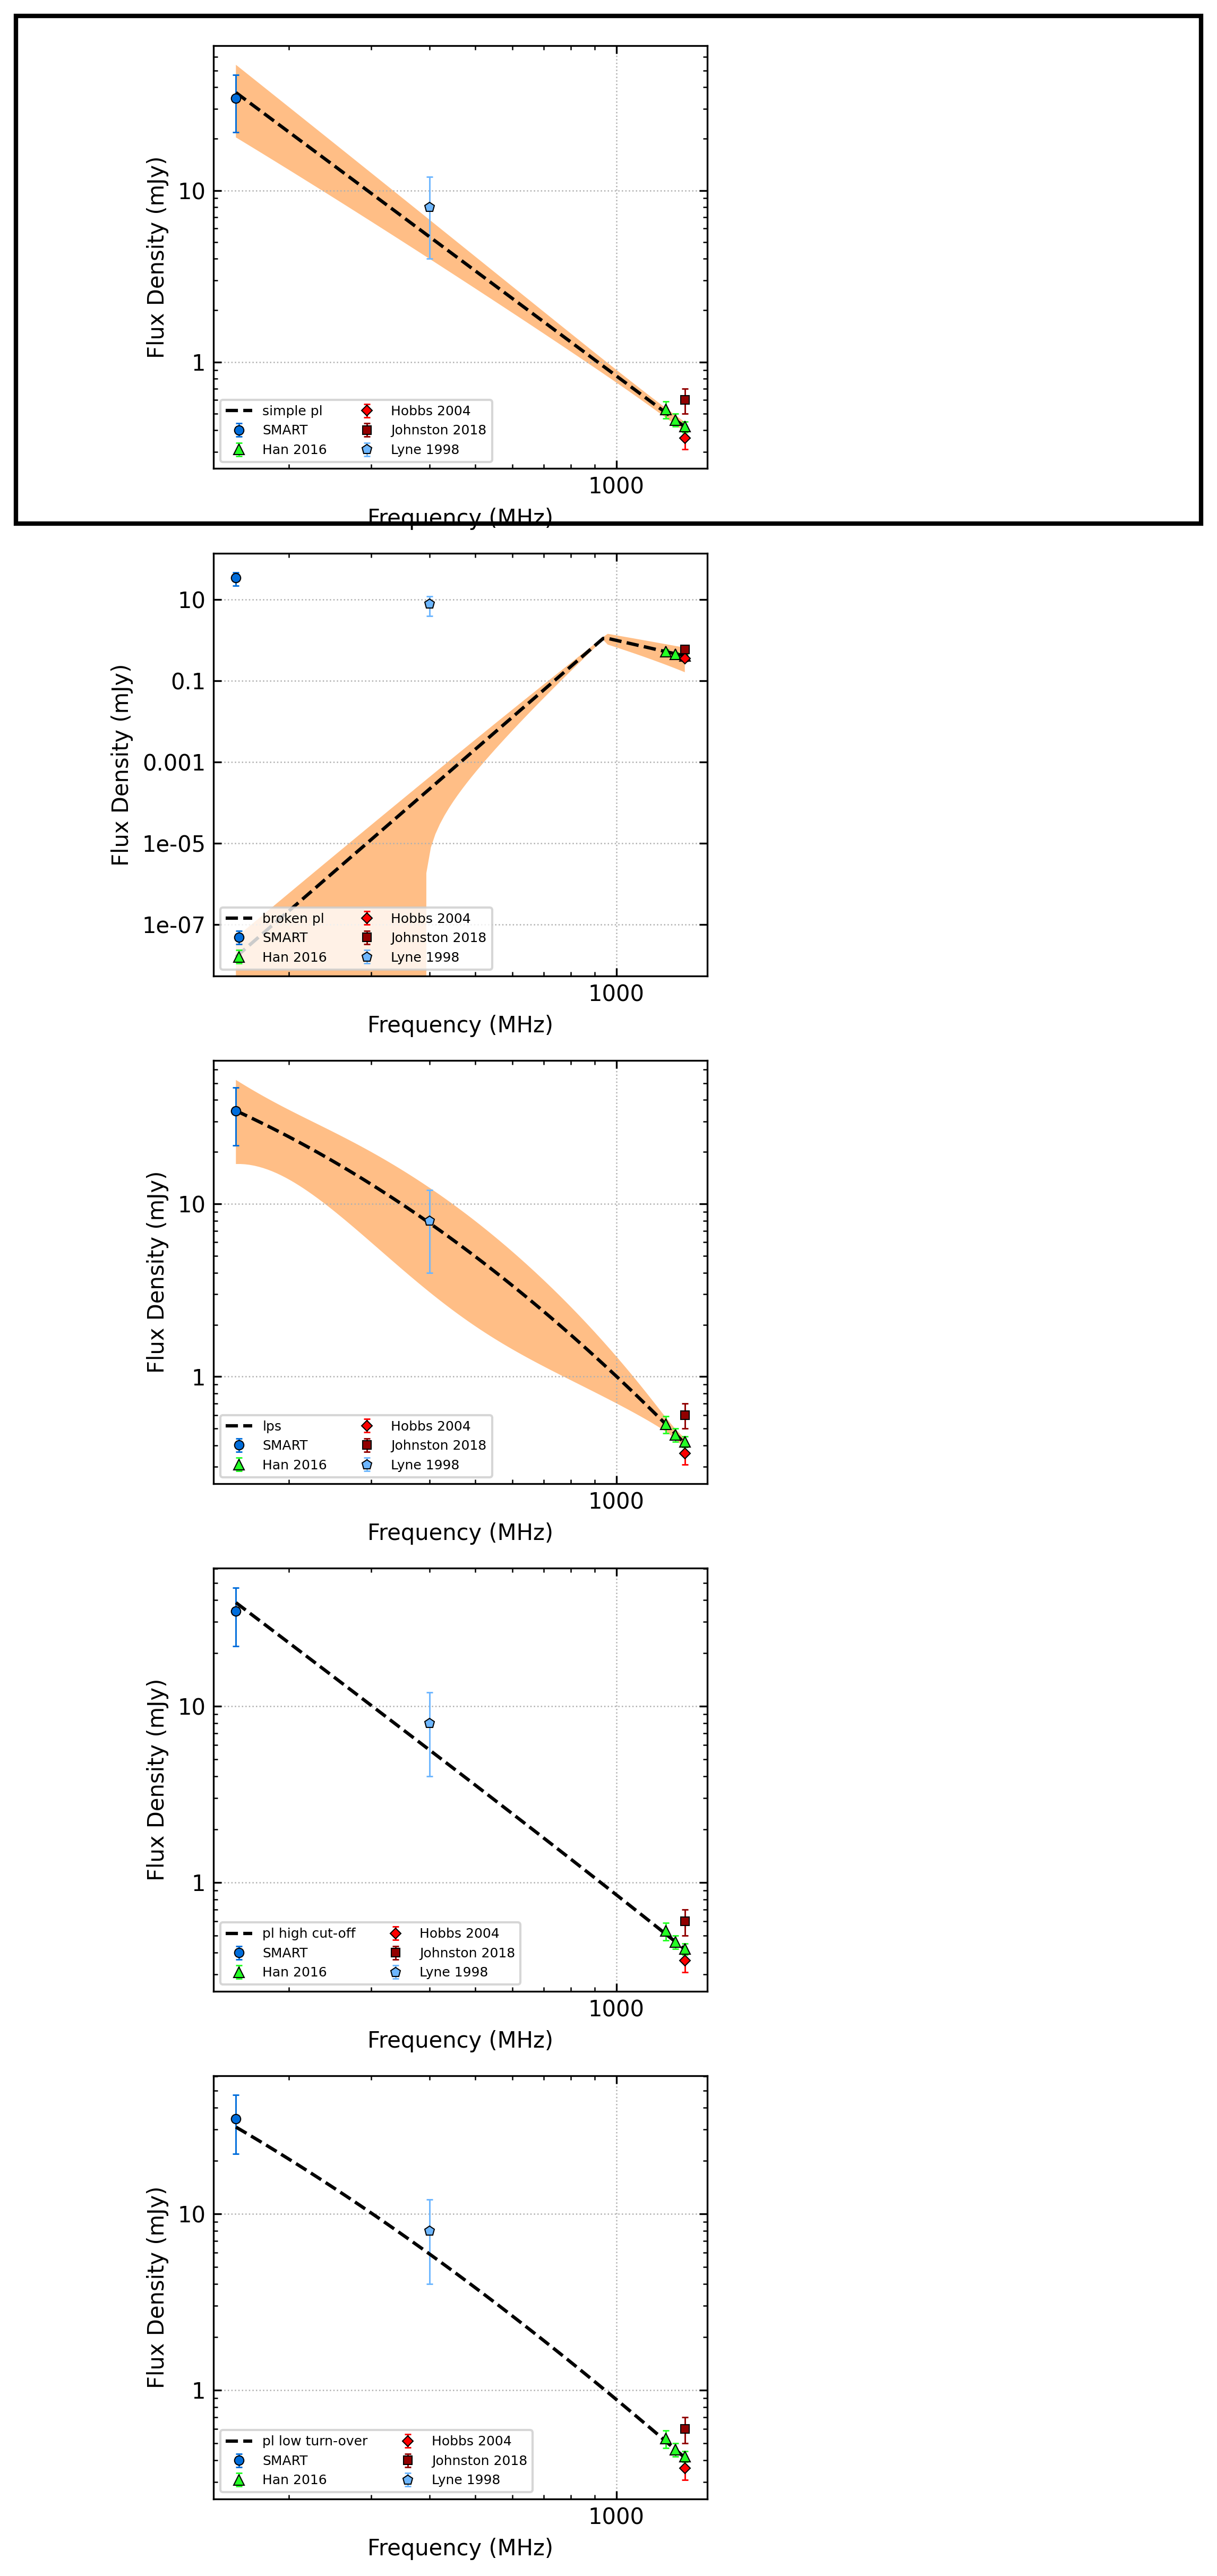 Flux Density (mJy)
10
1
simple pl
SMART
Han 2016
Hobbs 2004
Johnston 2018
Lyne 1998
1000
Frequency (MHz)
Flux Density (mJy)
10
0.1
0.001
1e-05
1e-07
broken pl
SMART
Han 2016
Hobbs 2004
Johnston 2018
Lyne 1998
1000
Frequency (MHz)
Flux Density (mJy)
10
1
lps
SMART
Han 2016
Hobbs 2004
Johnston 2018
Lyne 1998
1000
Frequency (MHz)
Flux Density (mJy)
10
1
pl high cut-off
SMART
Han 2016
Hobbs 2004
Johnston 2018
Lyne 1998
1000
Frequency (MHz)
Flux Density (mJy)
10
1
pl low turn-over
SMART
Han 2016
Hobbs 2004
Johnston 2018
Lyne 1998
1000
Frequency (MHz)